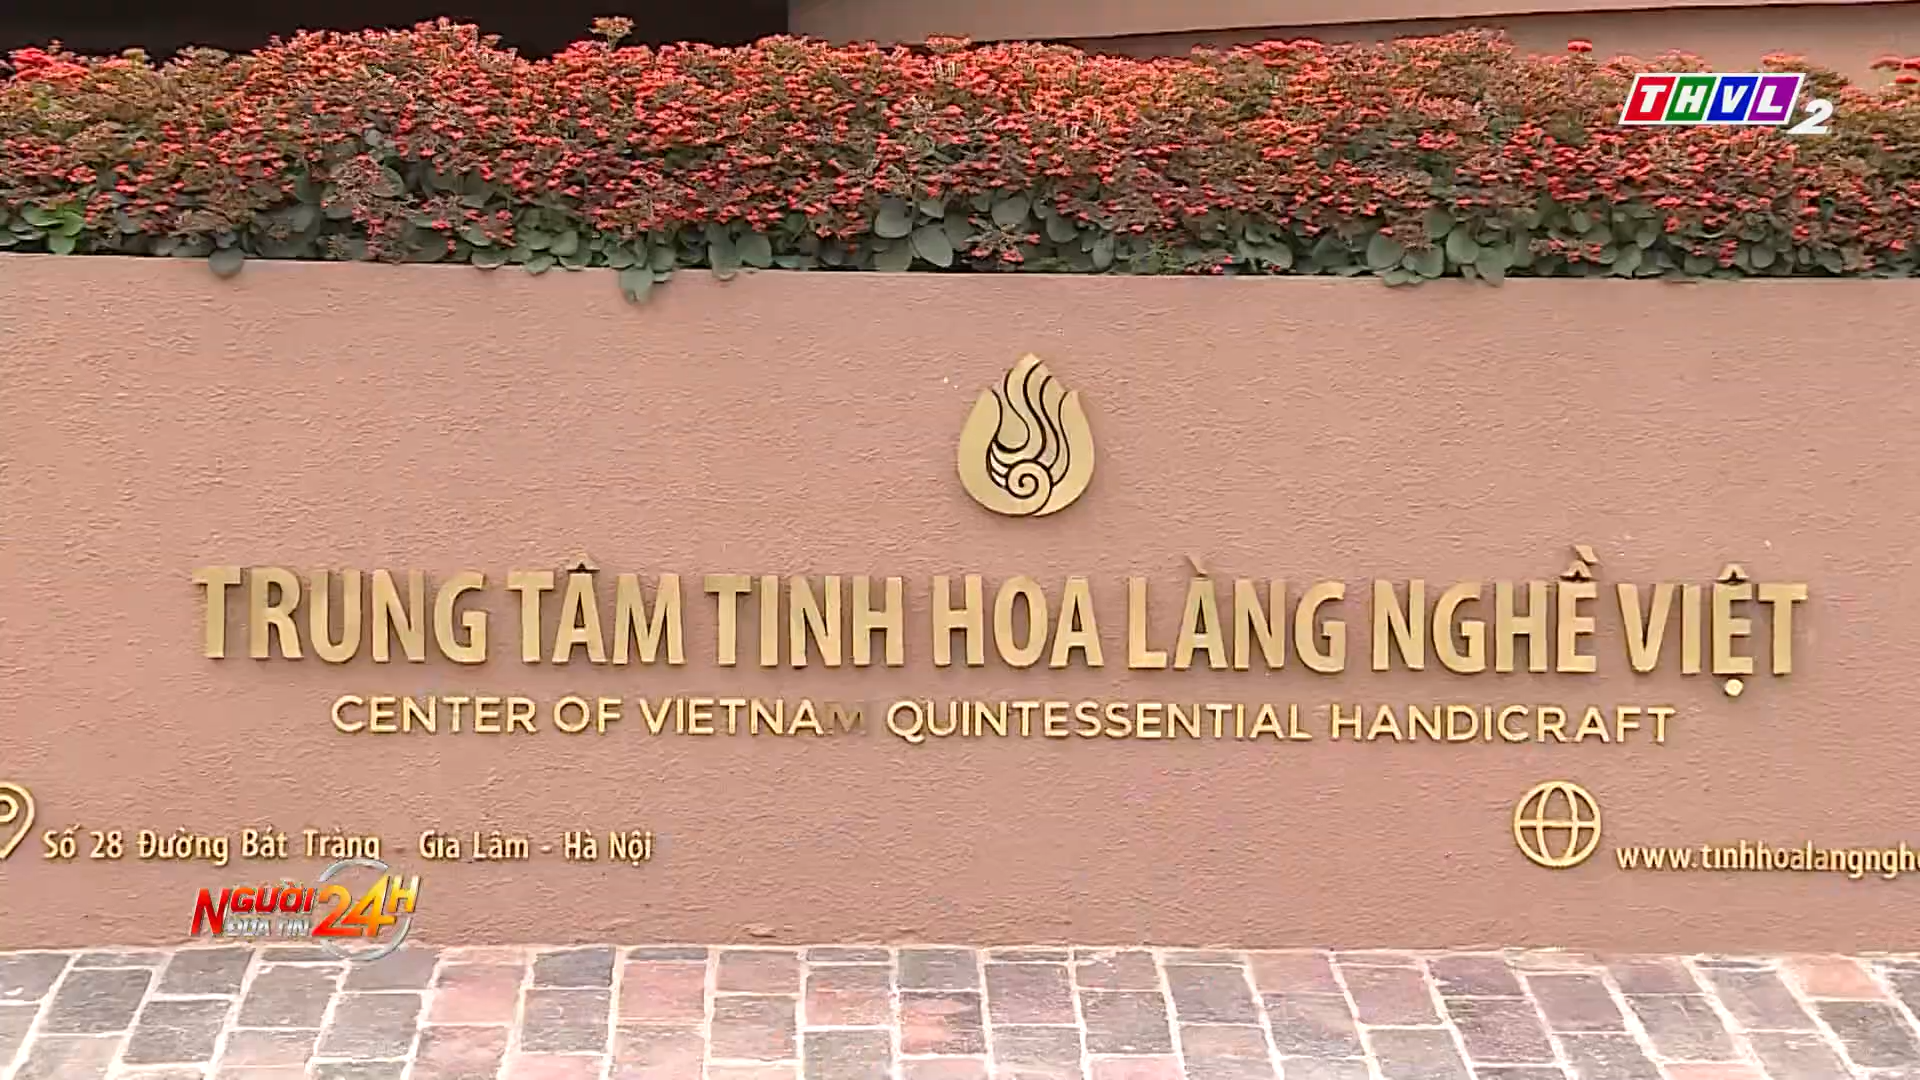 THVL2
TRUNG TÂM TINH HOA LÀNG NGHỀ VIỆT
CENTER OF VIETNAM QUINTESSENTIAL HANDICRAFT
Số 28 Đường Bát Tràng - Gia Lâm - Hà Nội
www.tinhhoalangngh
NGƯỜI ĐƯA TIN 24H